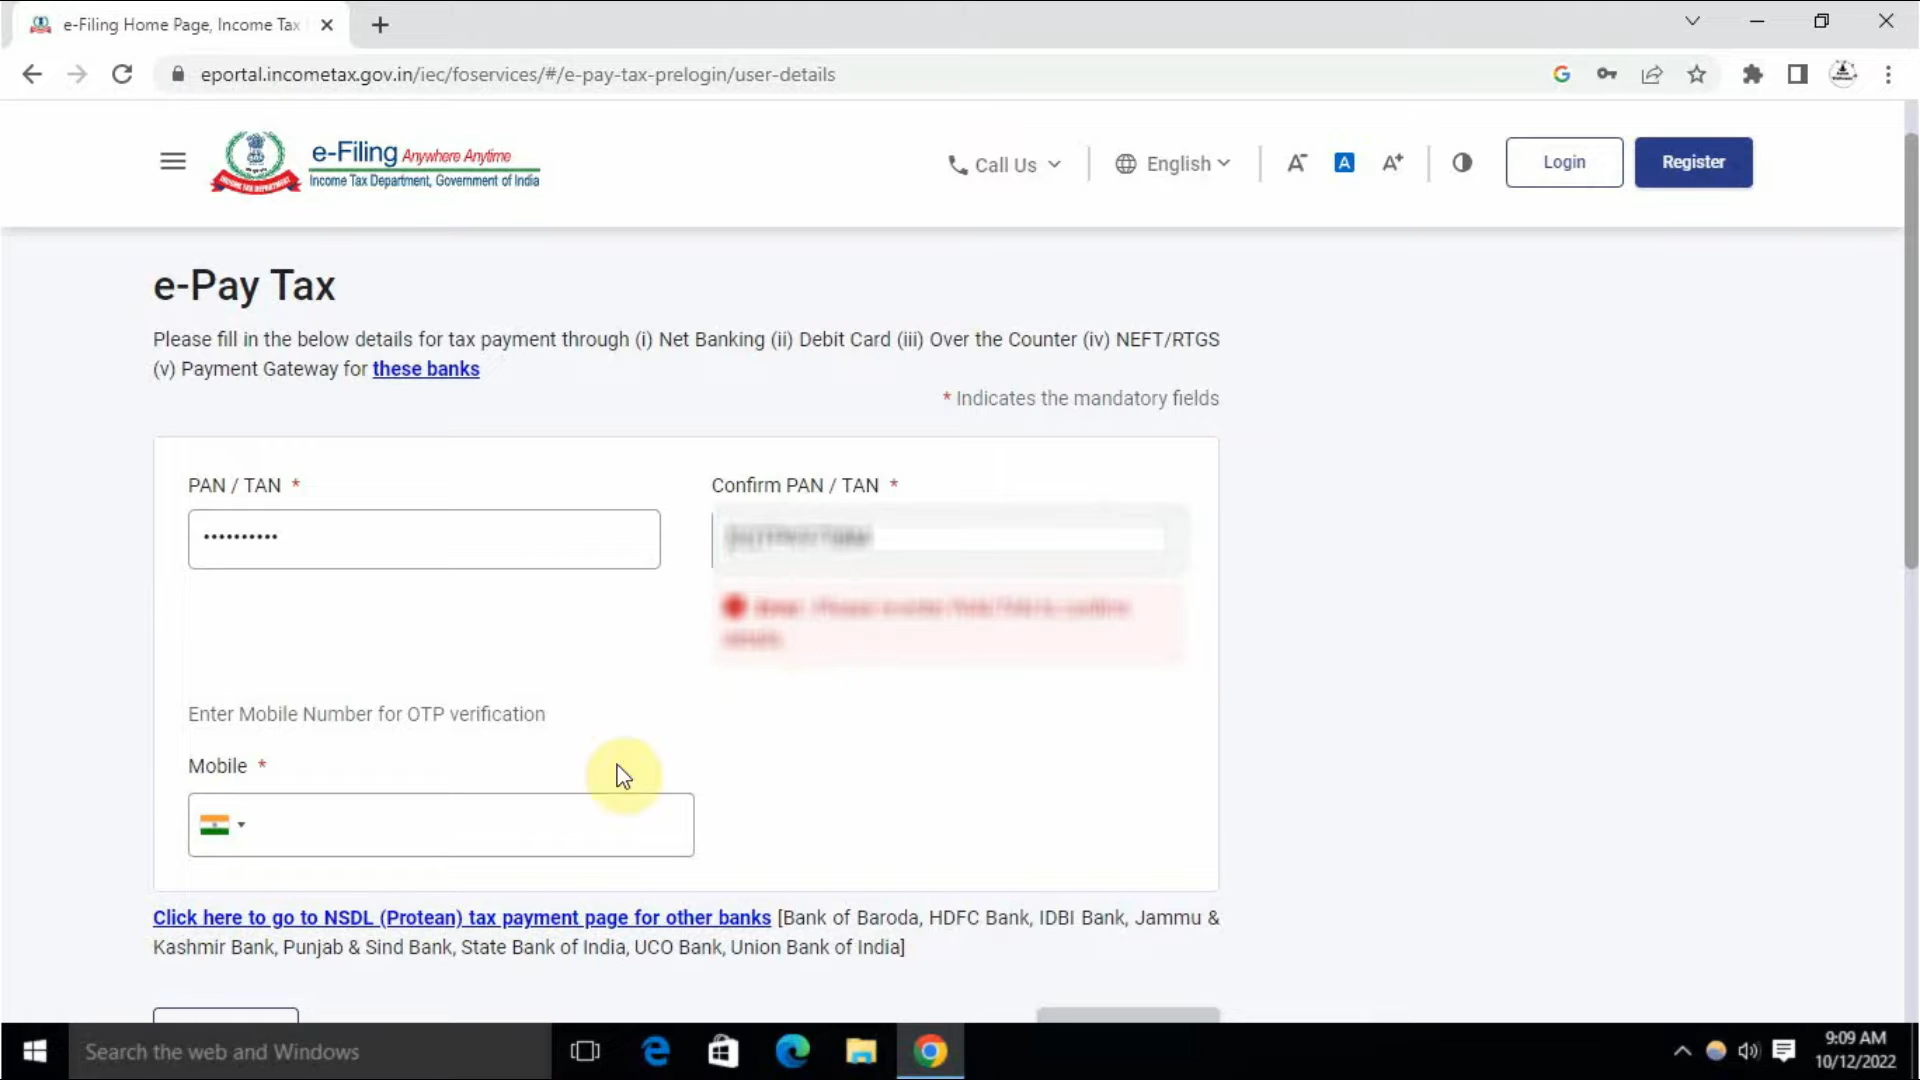 e-Filing Home Page, Income Tax
eportal.incometax.gov.in/iec/foservices/#/e-pay-tax-prelogin/user-details
e-Filing Anywhere Anytime
Income Tax Department, Government of India
Call Us
English
A-
A
A+
Login
Register
e-Pay Tax
Please fill in the below details for tax payment through (i) Net Banking (ii) Debit Card (iii) Over the Counter (iv) NEFT/RTGS
(v) Payment Gateway for these banks
* Indicates the mandatory fields
PAN / TAN *
Confirm PAN / TAN *
••••••••••
Enter Mobile Number for OTP verification
Mobile *
Click here to go to NSDL (Protean) tax payment page for other banks [Bank of Baroda, HDFC Bank, IDBI Bank, Jammu &
Kashmir Bank, Punjab & Sind Bank, State Bank of India, UCO Bank, Union Bank of India]
Search the web and Windows
9:09 AM
10/12/2022